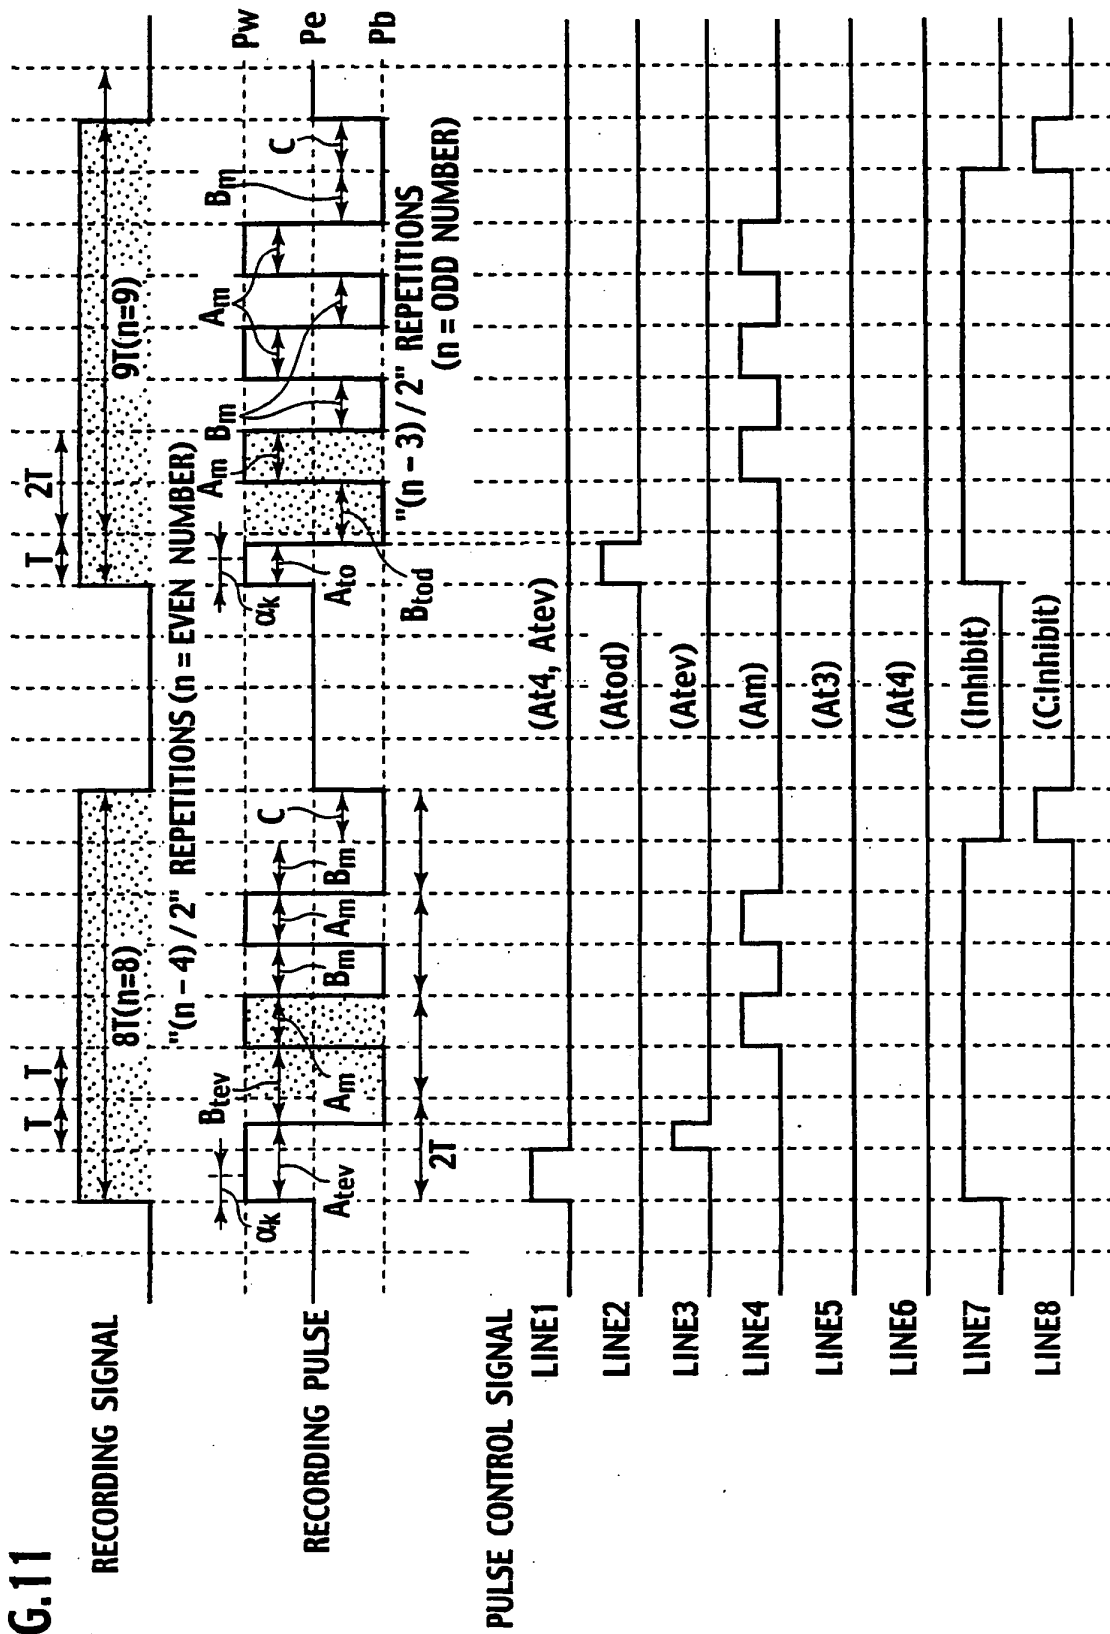 G.11
RECORDING SIGNAL
T
T
8T(n=8)
T
2T
9T(n=9)
"(n − 4) / 2" REPETITIONS (n = EVEN NUMBER)
RECORDING PULSE
αk
Atev
Btev
Am
Bm
Am
Bm
C
2T
αk
Ato
Btod
Am
Bm
Am
Bm
C
Pw
Pe
Pb
"(n − 3) / 2" REPETITIONS
(n = ODD NUMBER)
PULSE CONTROL SIGNAL
LINE1
(At4, Atev)
LINE2
(Atod)
LINE3
(Atev)
LINE4
(Am)
LINE5
(At3)
LINE6
(At4)
LINE7
(Inhibit)
LINE8
(C:Inhibit)